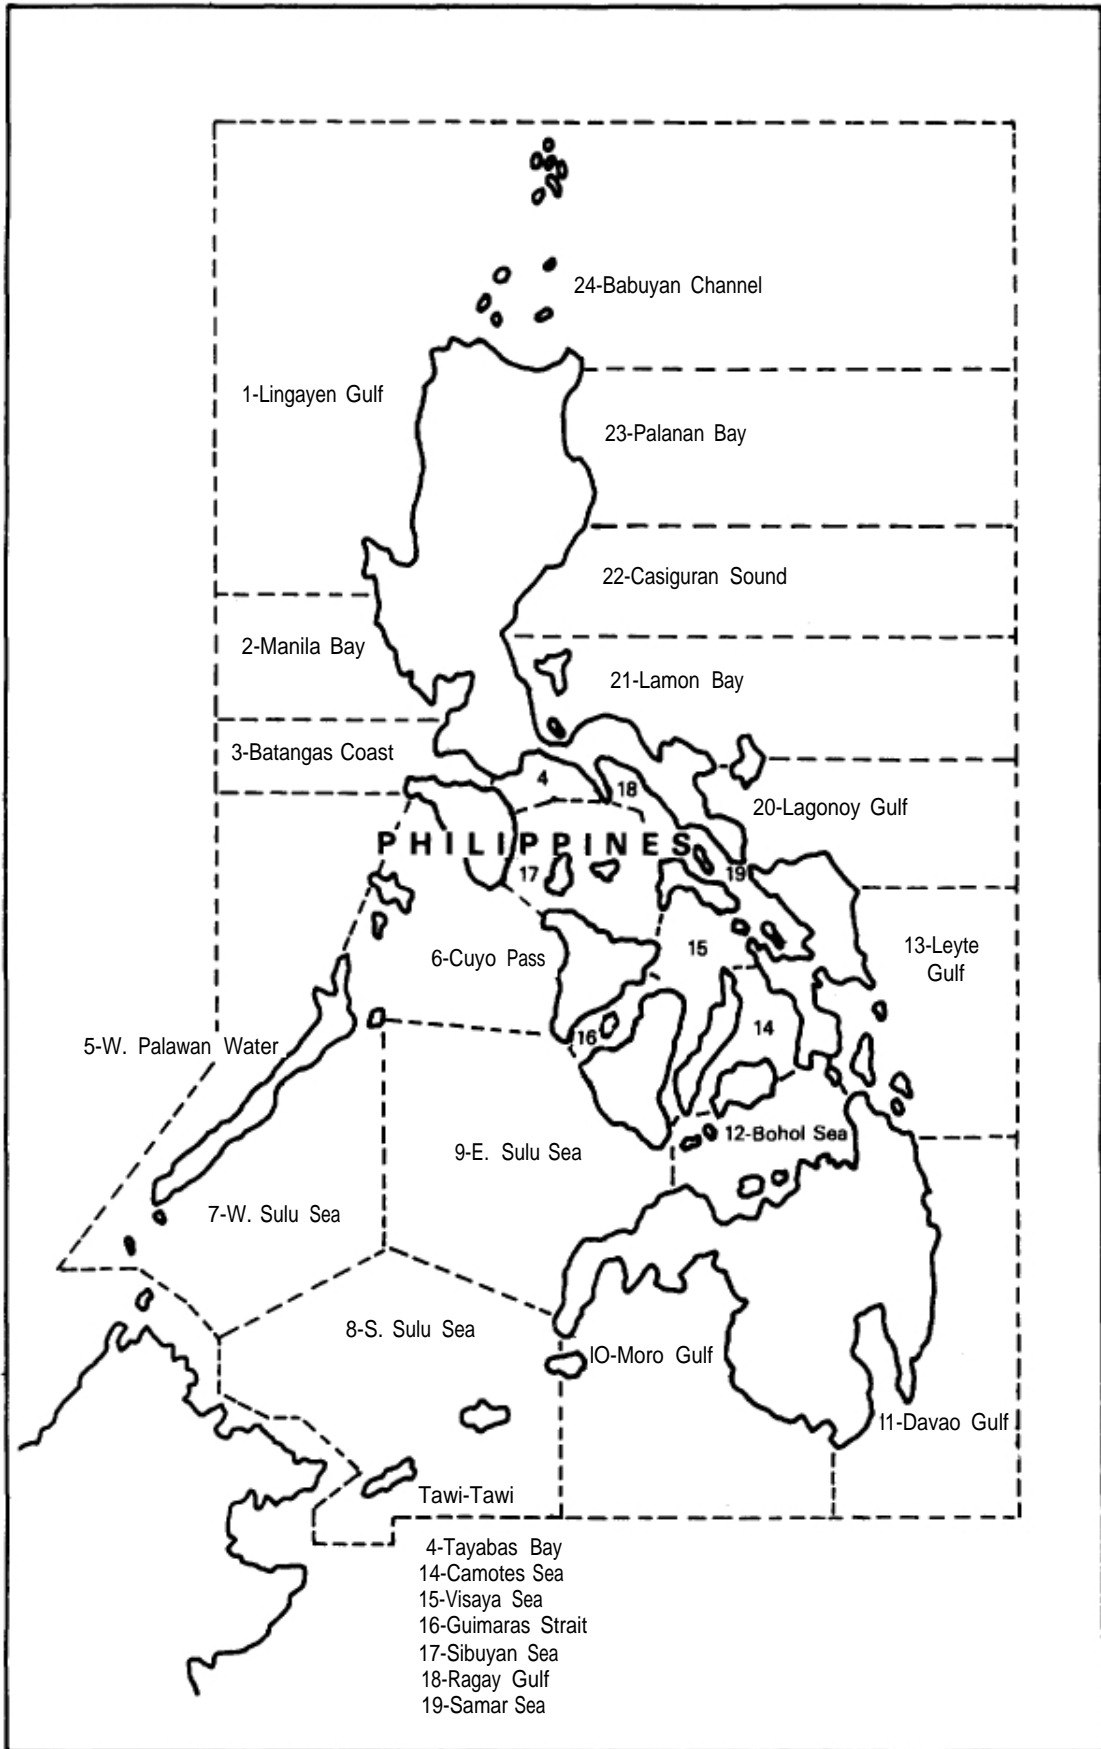 24-Babuyan Channel
1-Lingayen Gulf
23-Palanan Bay
22-Casiguran Sound
2-Manila Bay
21-Lamon Bay
3-Batangas Coast
4
18
20-Lagonoy Gulf
PHILIPPINES
17
19
6-Cuyo Pass
15
13-Leyte
Gulf
5-W. Palawan Water
16
14
9-E. Sulu Sea
12-Bohol Sea
7-W. Sulu Sea
8-S. Sulu Sea
IO-Moro Gulf
I1-Davao Gulf
Tawi-Tawi
4-Tayabas Bay
14-Camotes Sea
15-Visaya Sea
16-Guimaras Strait
17-Sibuyan Sea
18-Ragay Gulf
19-Samar Sea